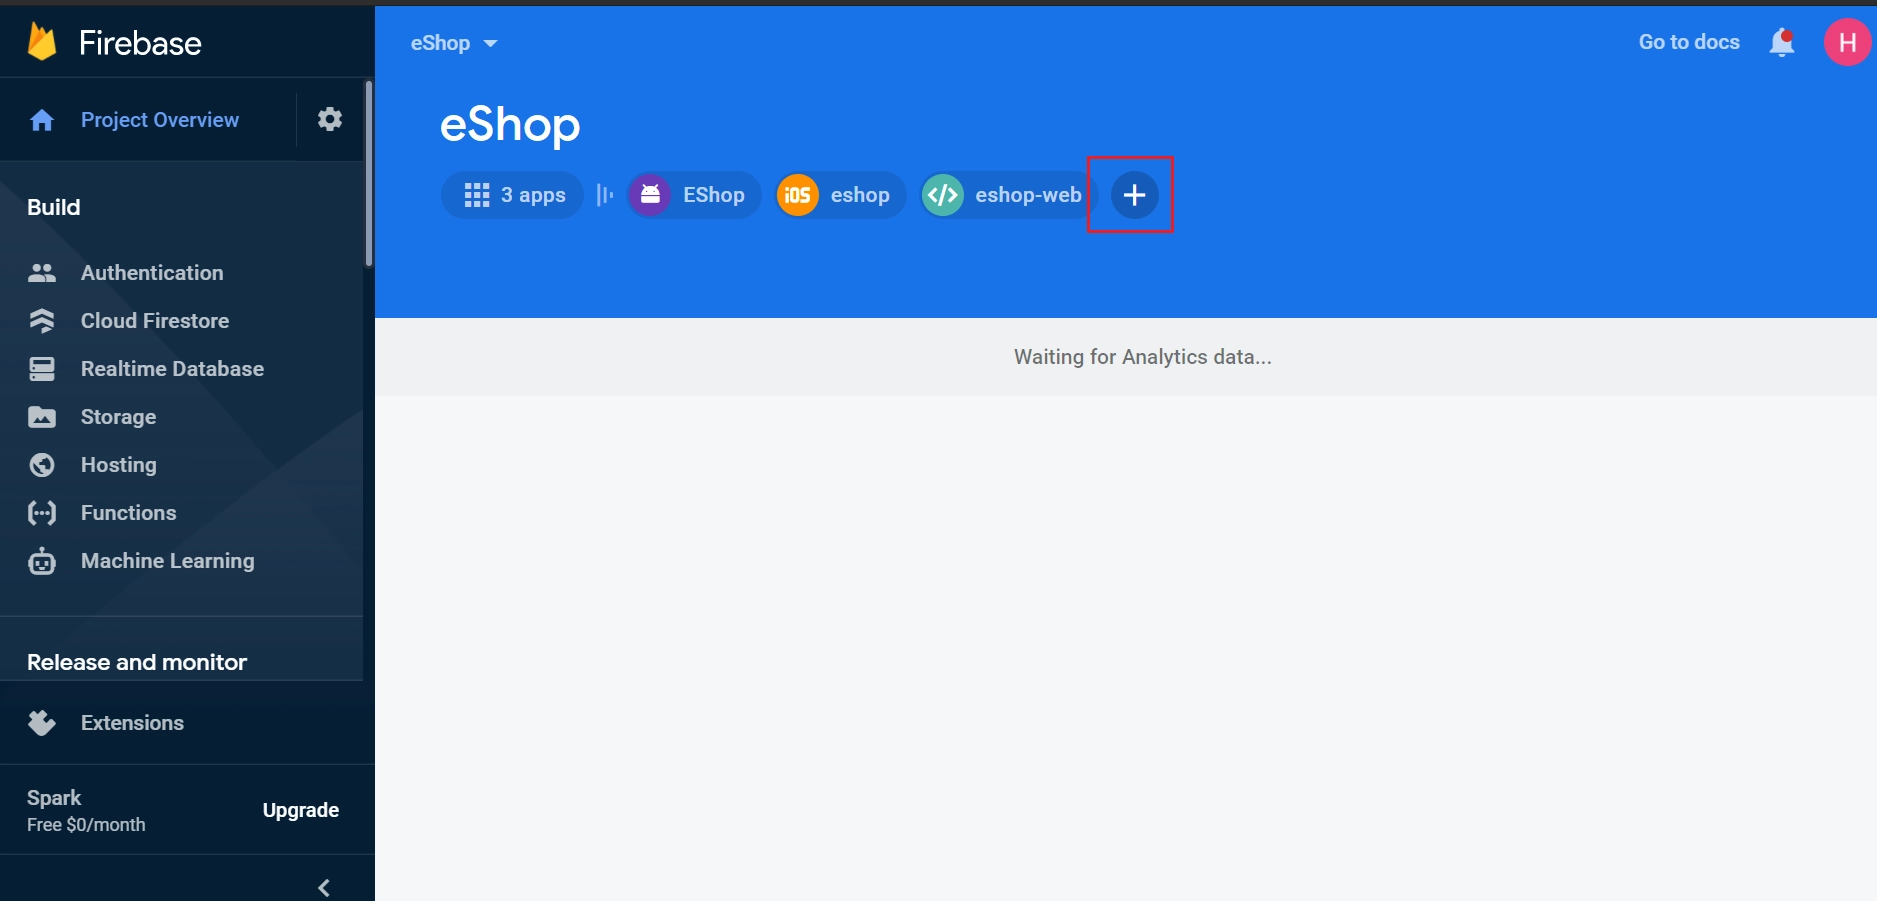 Firebase
Project Overview
Build
Authentication
Cloud Firestore
Realtime Database
Storage
Hosting
Functions
Machine Learning
Release and monitor
Extensions
Spark
Free $0/month
Upgrade
eShop
Go to docs
H
eShop
3 apps
EShop
iOS
eshop
eshop-web
Waiting for Analytics data...